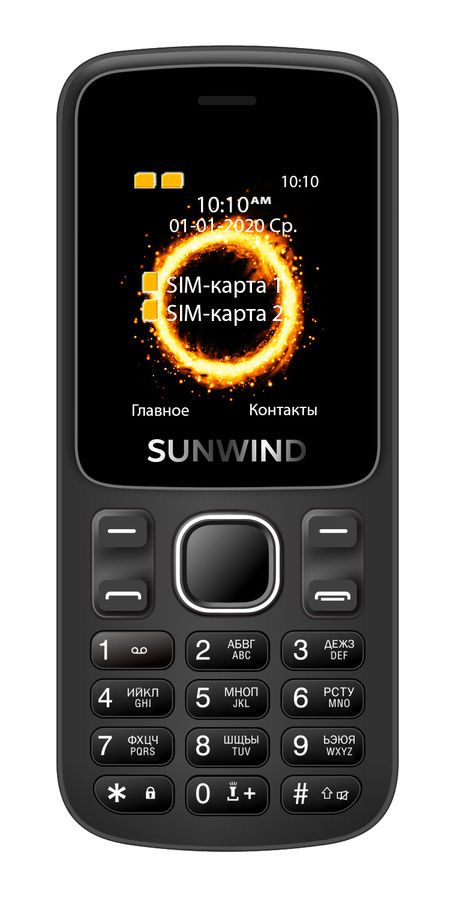 10:10
10:10AM
01-01-2020 Ср.
SIM-карта 1
SIM-карта 2
Главное Контакты
SUNWIND
1 2 АБВГ ABC 3 ДЕЖЗ DEF
4 ИЙКЛ GHI 5 МНОП JKL 6 РСТУ MNO
7 ФХЦЧ PQRS 8 ШЩЪЫ TUV 9 ЬЭЮЯ WXYZ
* 0 + #